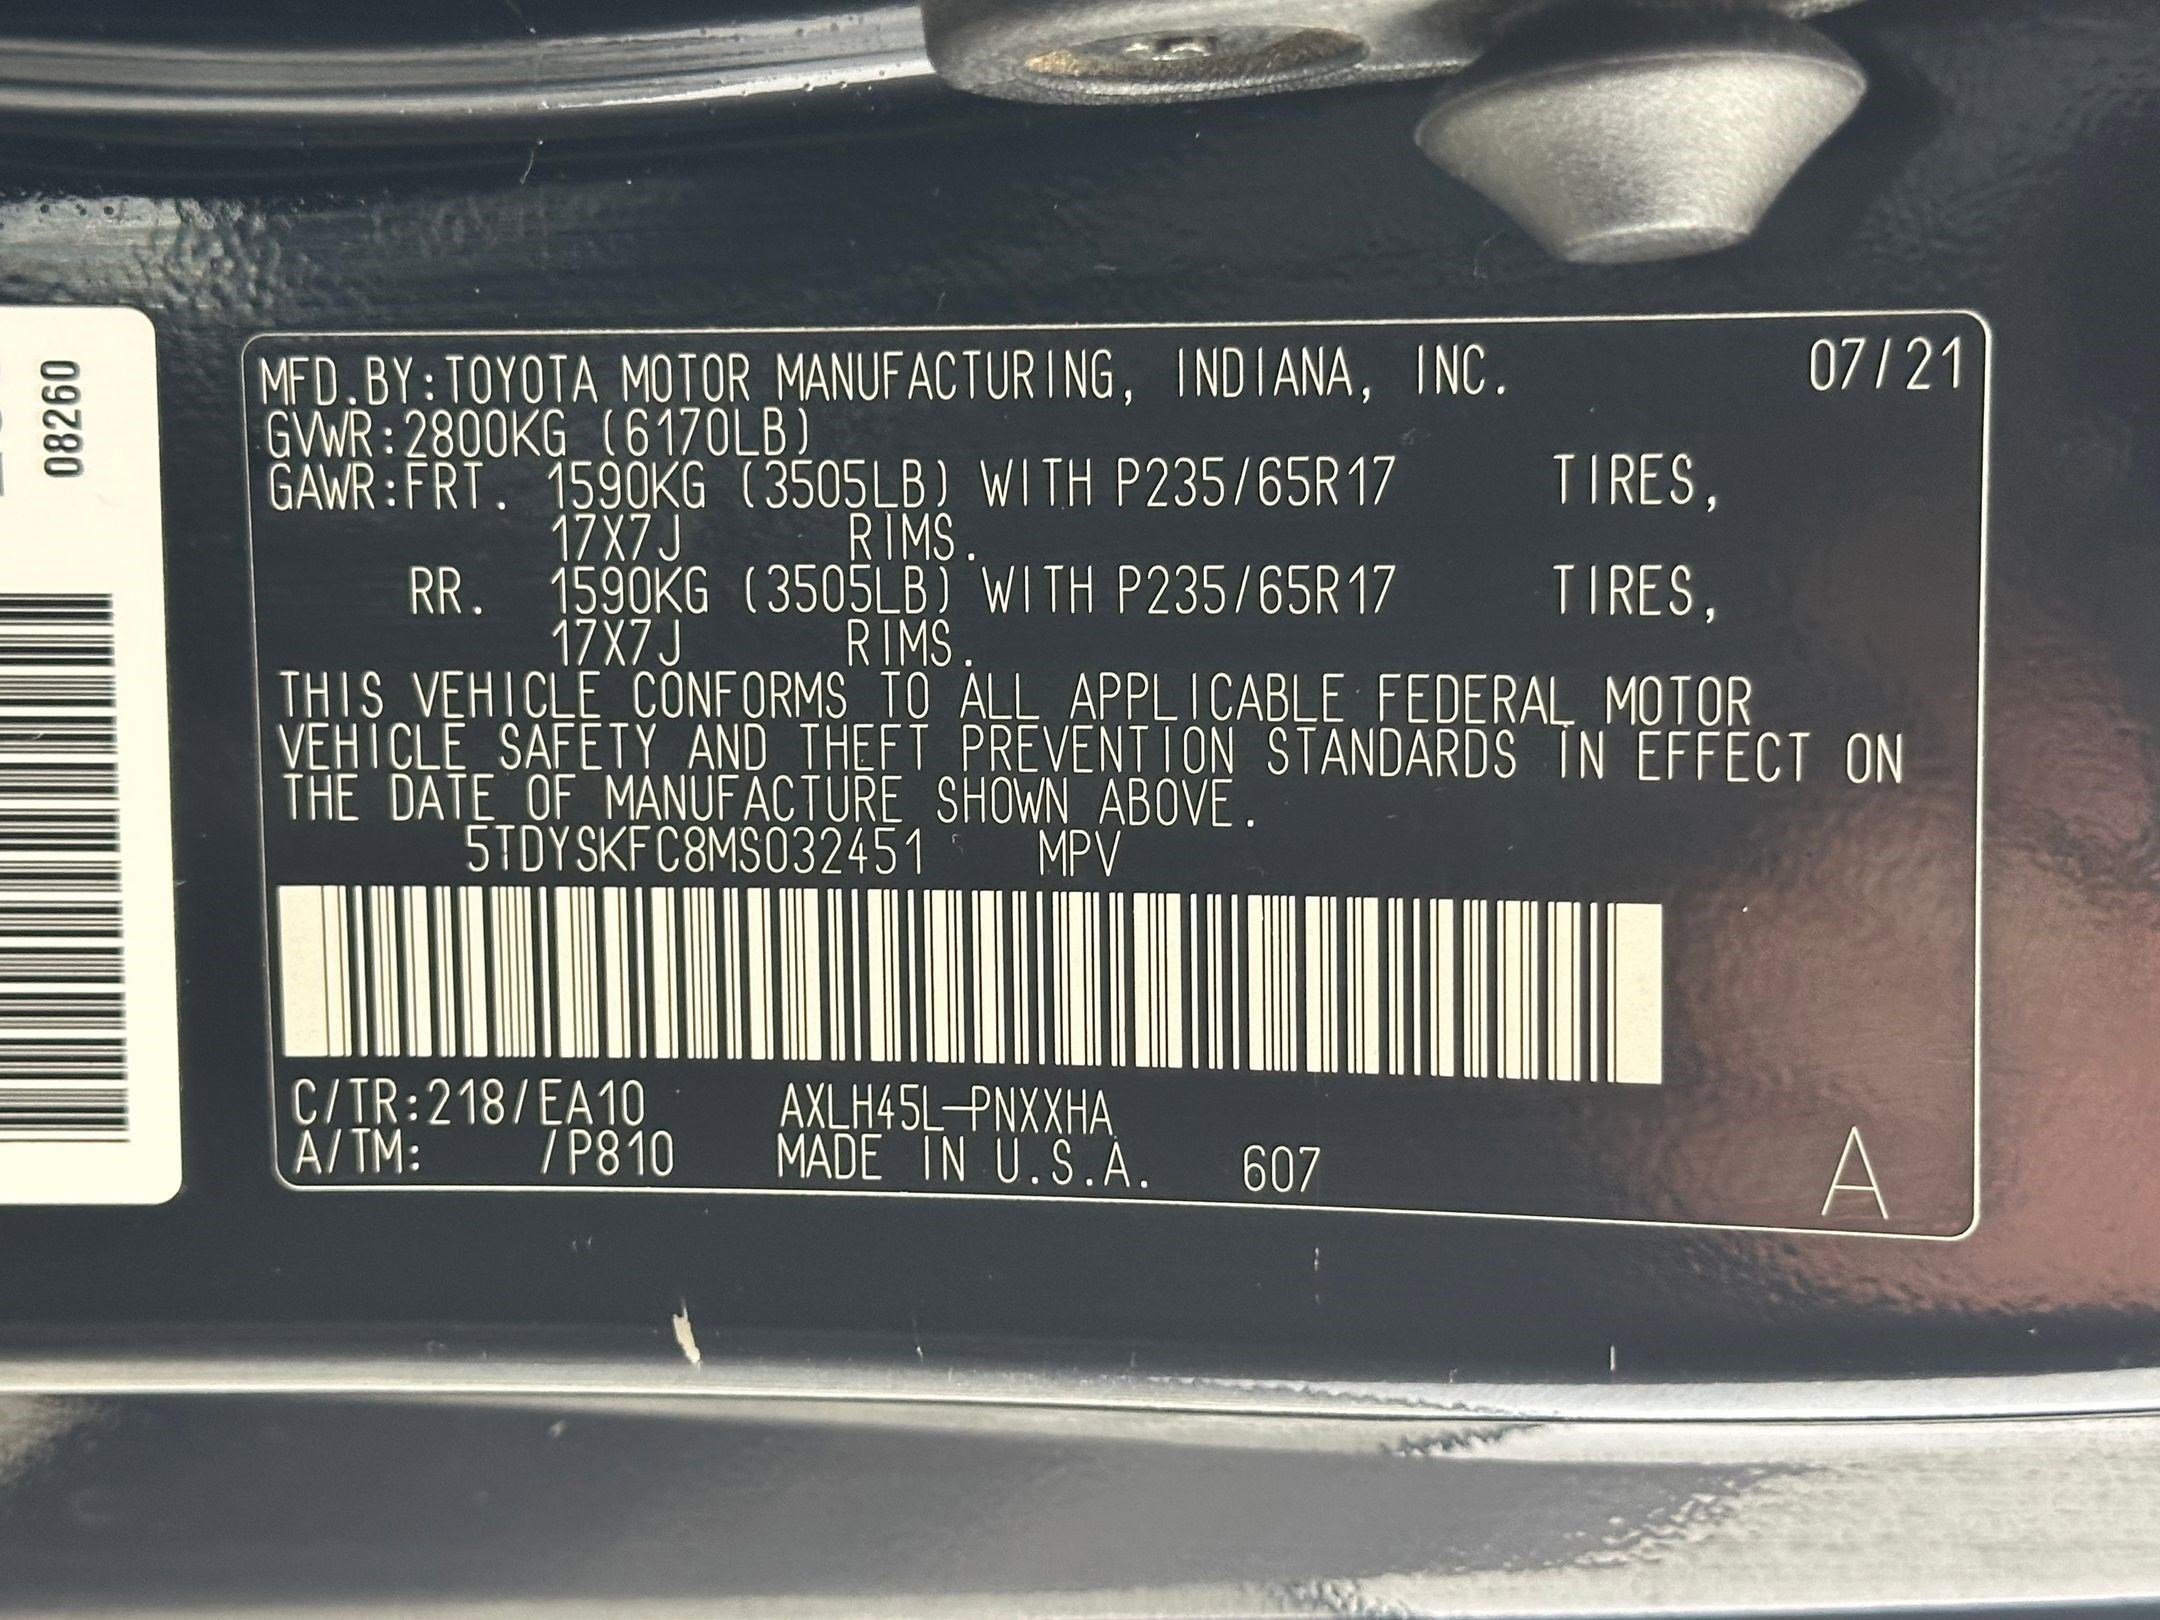 08260
MFD.BY:TOYOTA MOTOR MANUFACTURING, INDIANA, INC. 07/21
GVWR:2800KG (6170LB)
GAWR:FRT. 1590KG (3505LB) WITH P235/65R17 TIRES,
17X7J RIMS.
RR. 1590KG (3505LB) WITH P235/65R17 TIRES,
17X7J RIMS.
THIS VEHICLE CONFORMS TO ALL APPLICABLE FEDERAL MOTOR
VEHICLE SAFETY AND THEFT PREVENTION STANDARDS IN EFFECT ON
THE DATE OF MANUFACTURE SHOWN ABOVE.
5TDYSKFC8MS032451 MPV
C/TR:218/EA10 AXLH45L-PNXXHA
A/TM: /P810 MADE IN U.S.A. 607 A